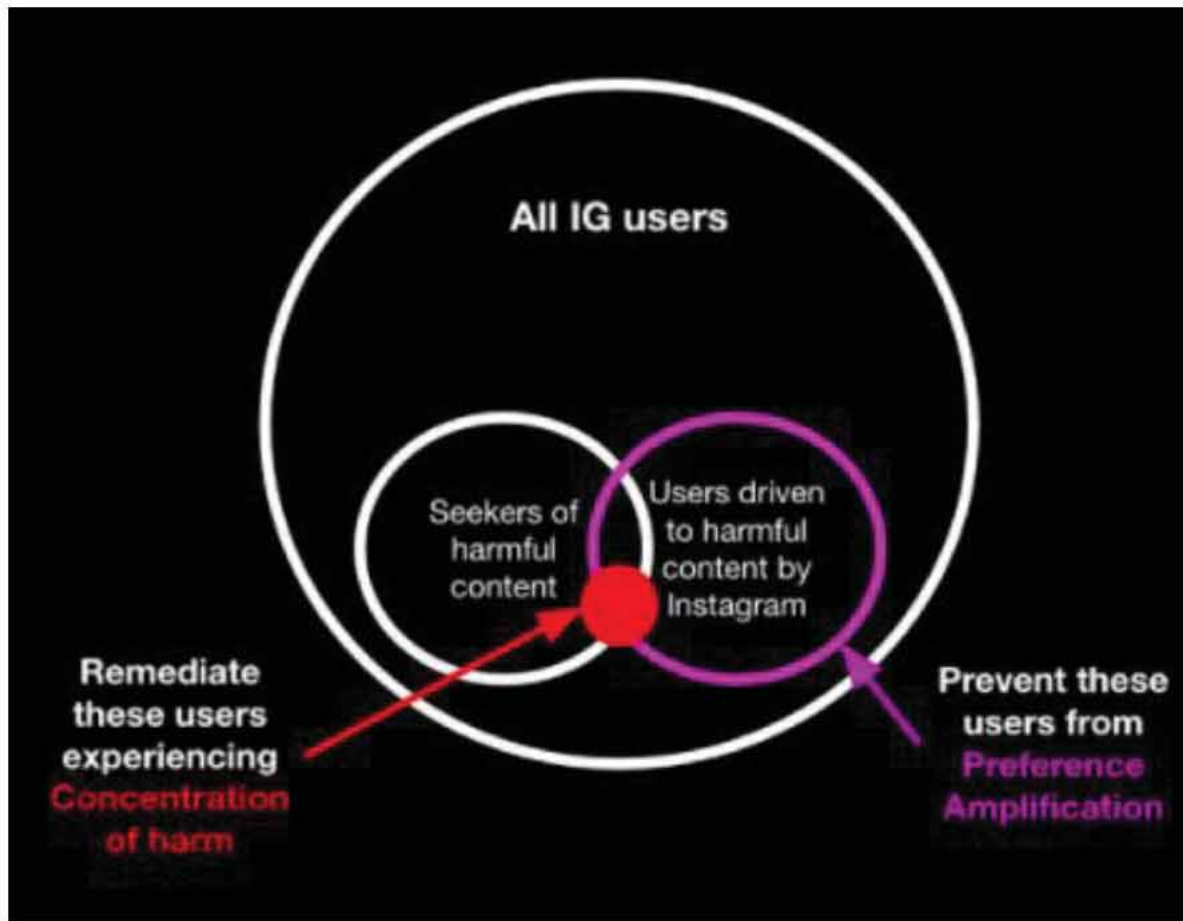 All IG users
Seekers of
harmful
content
Users driven
to harmful
content by
Instagram
Remediate
these users
experiencing
Concentration
of harm
Prevent these
users from
Preference
Amplification